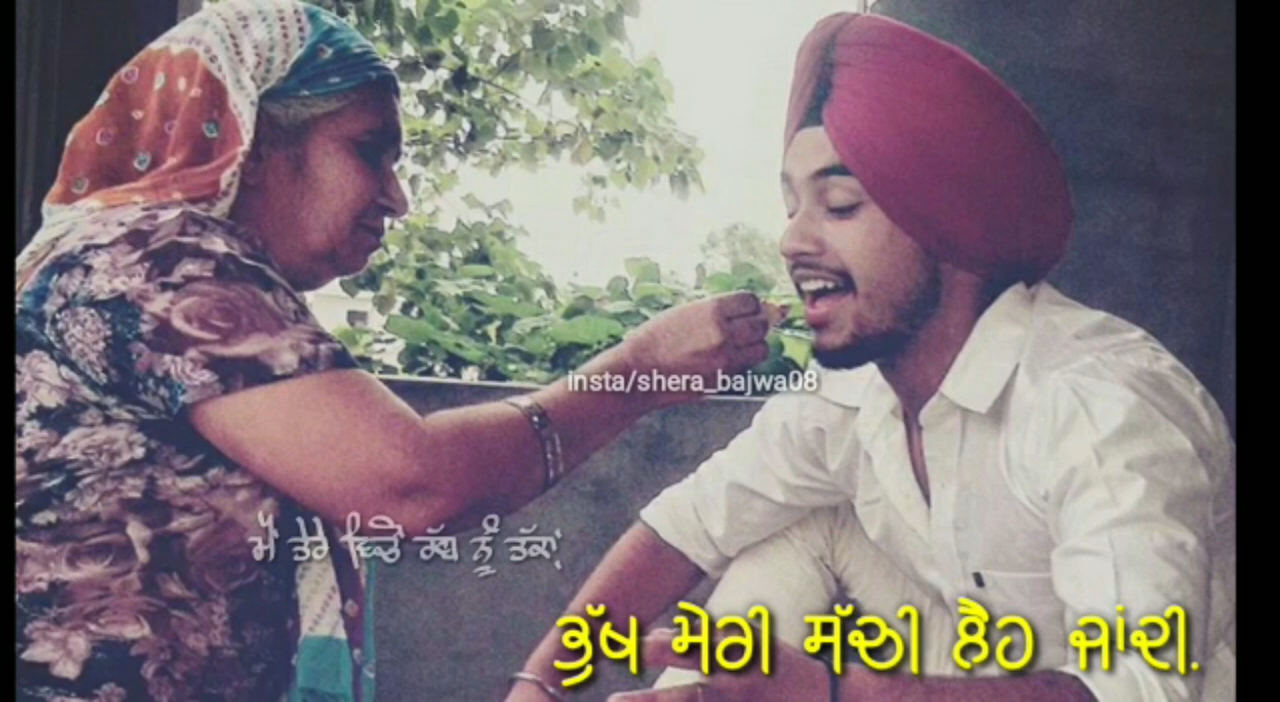 insta/shera_bajwa08
ਮੈਂ ਤੇਰੇ ਵਿਚੋਂ ਰੱਬ ਨੂੰ ਤੱਕਾਂ
ਭੁੱਖ ਮੇਰੀ ਸੱਚੀ ਲੈਹ ਜਾਂਦੀ.